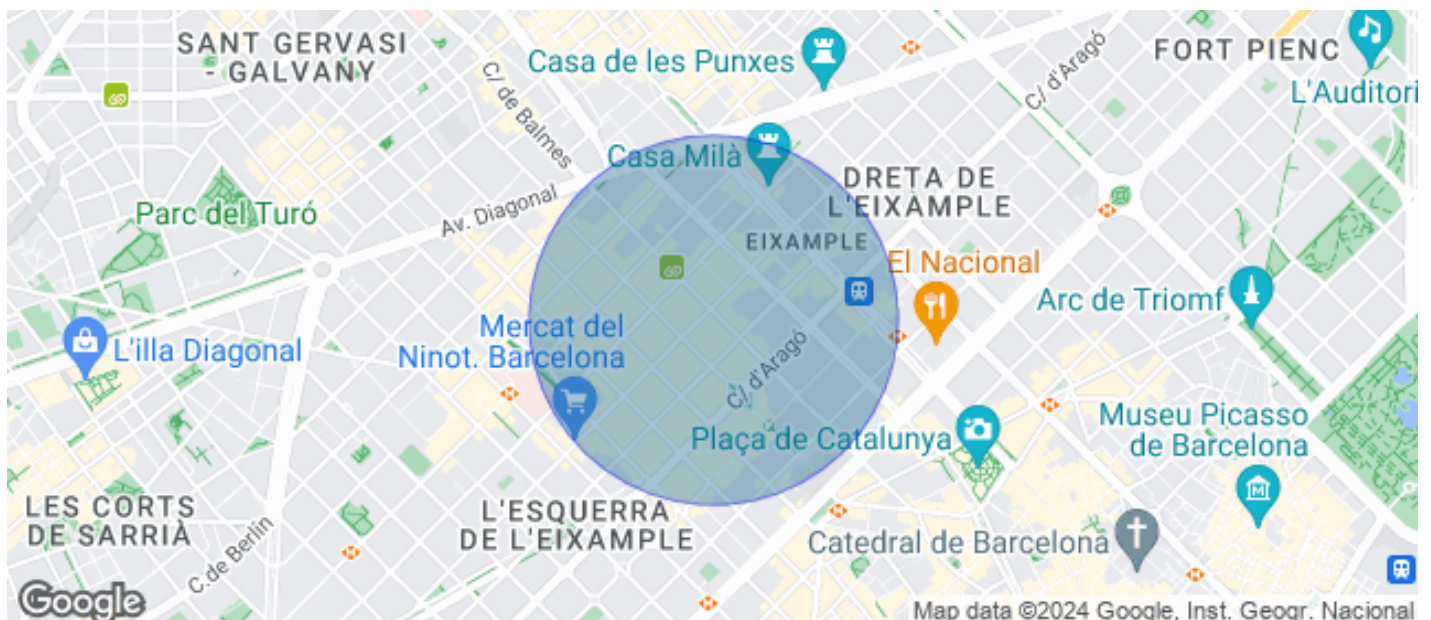 SANT GERVASI
- GALVANY
Casa de les Punxes
C/ d'Aragó
FORT PIENC
L'Auditori
C/ de Balmes
Casa Milà
DRETA DE
L'EIXAMPLE
Parc del Turó
Av. Diagonal
EIXAMPLE
El Nacional
Arc de Triomf
L'illa Diagonal
Mercat del
Ninot. Barcelona
C/ d'Aragó
Plaça de Catalunya
Museu Picasso
de Barcelona
LES CORTS
DE SARRIÀ
L'ESQUERRA
DE L'EIXAMPLE
C. de Berlín
Catedral de Barcelona
Google
Map data ©2024 Google, Inst. Geogr. Nacional